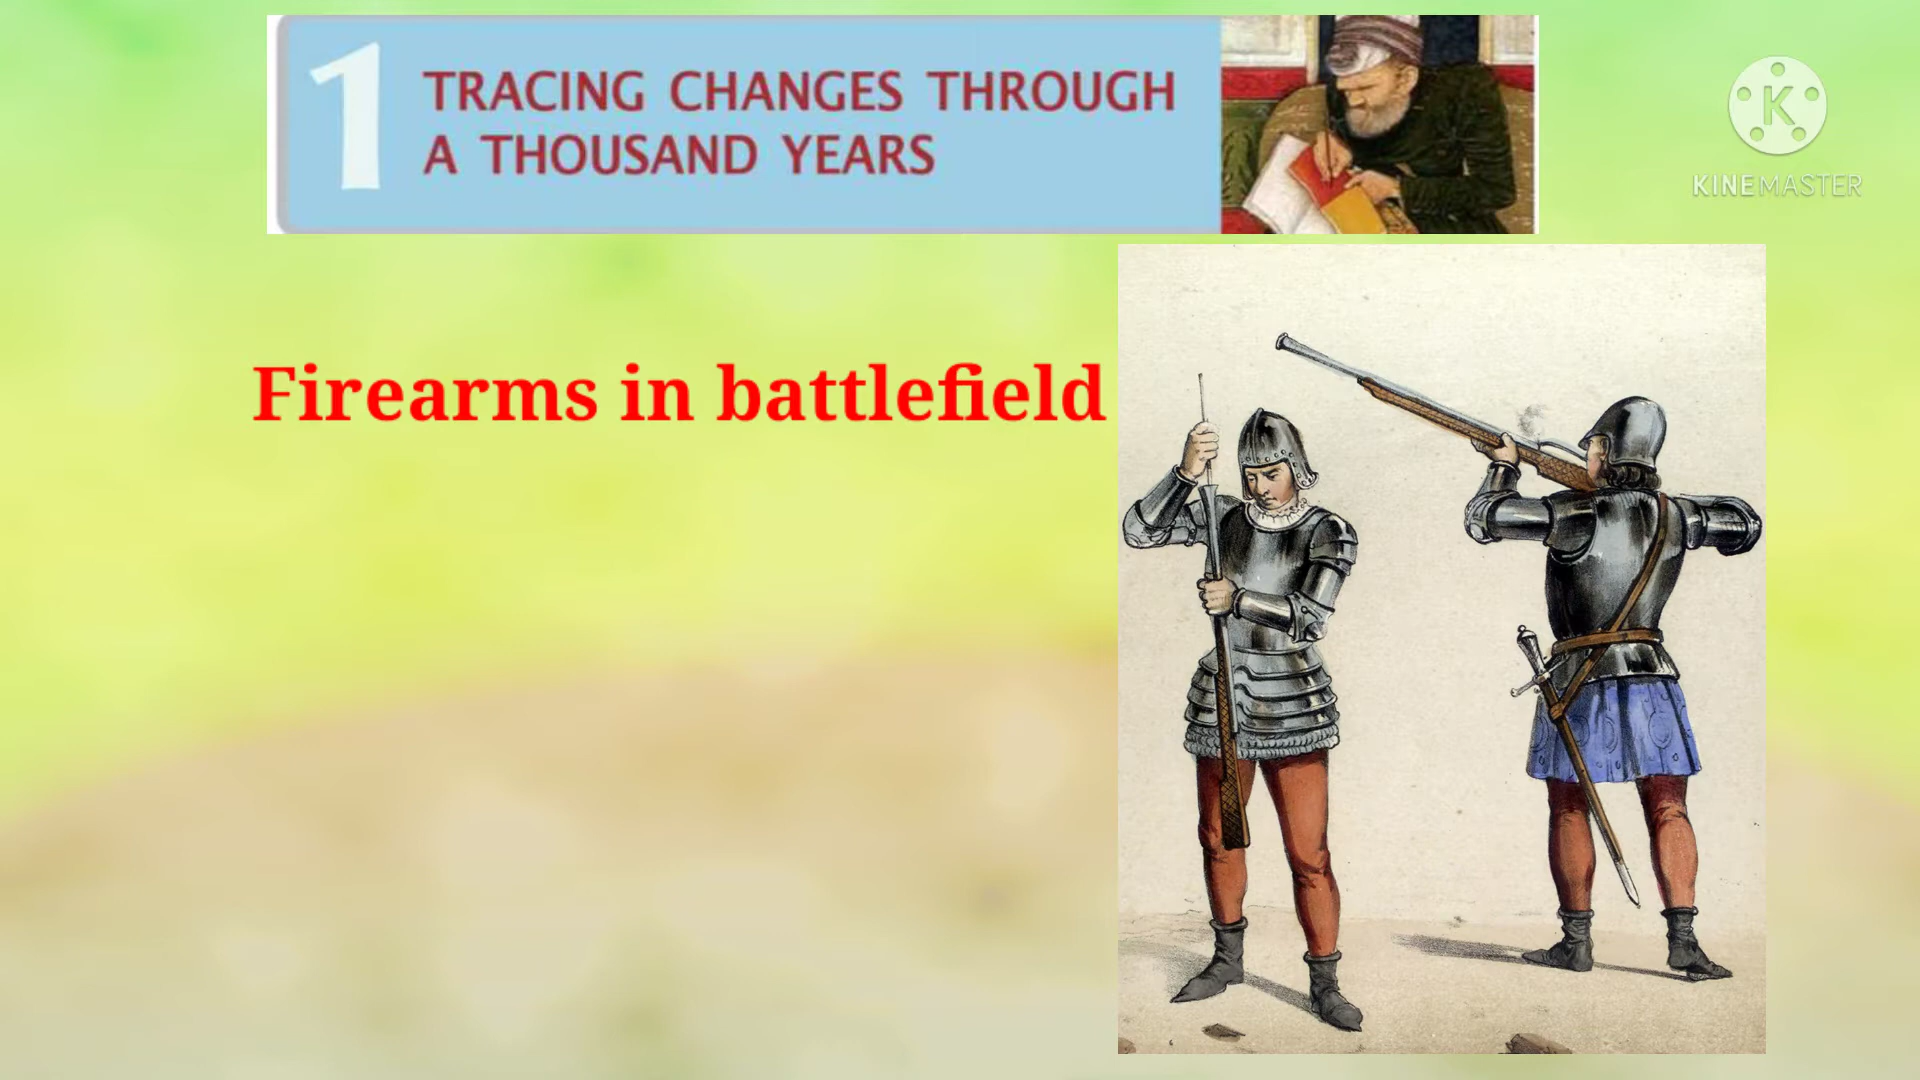 1
TRACING CHANGES THROUGH
A THOUSAND YEARS
K
KINEMASTER
Firearms in battlefield